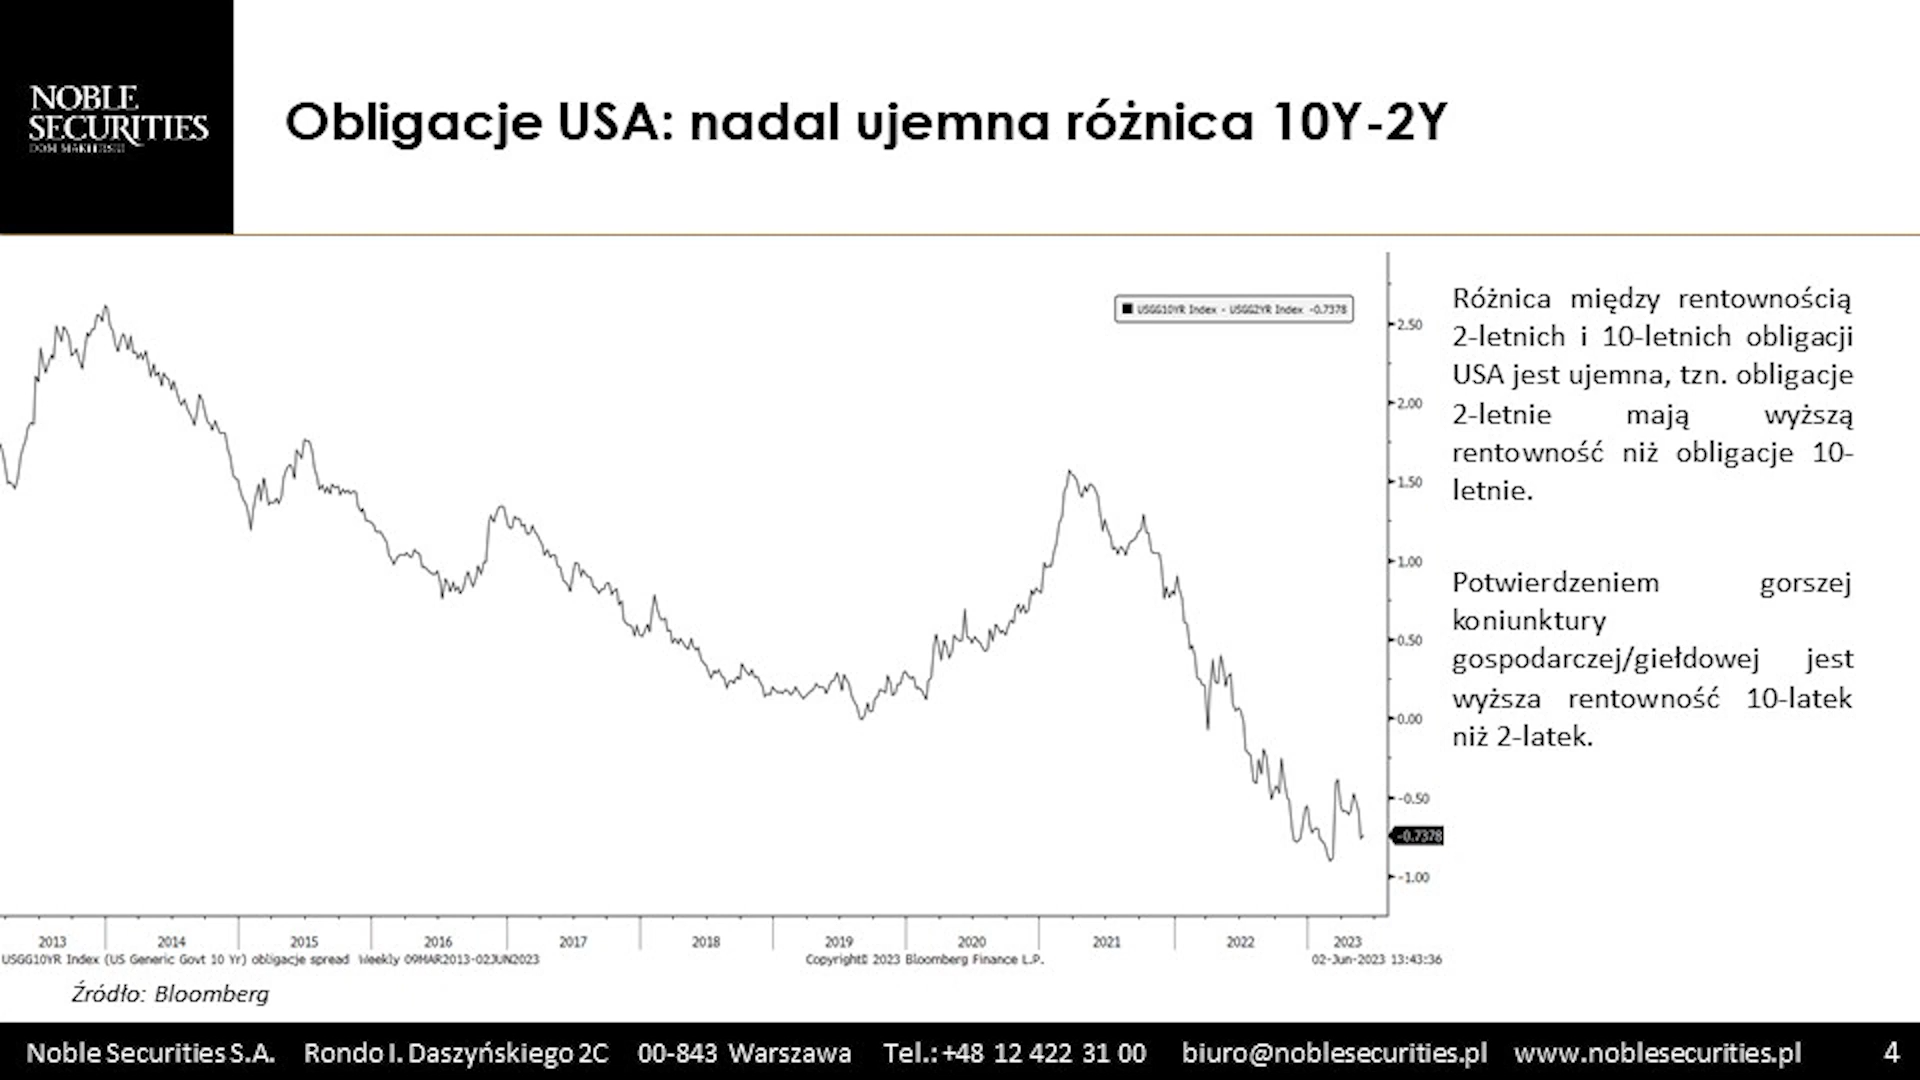 NOBLE
SECURITIES
DOM MAKLERSKI
Obligacje USA: nadal ujemna różnica 10Y-2Y
USGG10YR Index - USGG2YR Index -0.7378
2.50
2.00
1.50
1.00
0.50
0.00
-0.50
-0.7378
-1.00
2013 2014 2015 2016 2017 2018 2019 2020 2021 2022 2023
USGG10YR Index (US Generic Govt 10 Yr) obligacje spread Weekly 09MAR2013-02JUN2023 Copyright© 2023 Bloomberg Finance L.P. 02-Jun-2023 13:43:36
Źródło: Bloomberg
Różnica między rentownością
2-letnich i 10-letnich obligacji
USA jest ujemna, tzn. obligacje
2-letnie mają wyższą
rentowność niż obligacje 10-
letnie.
Potwierdzeniem gorszej
koniunktury
gospodarczej/giełdowej jest
wyższa rentowność 10-latek
niż 2-latek.
Noble Securities S.A. Rondo I. Daszyńskiego 2C 00-843 Warszawa Tel.: +48 12 422 31 00 biuro@noblesecurities.pl www.noblesecurities.pl 4